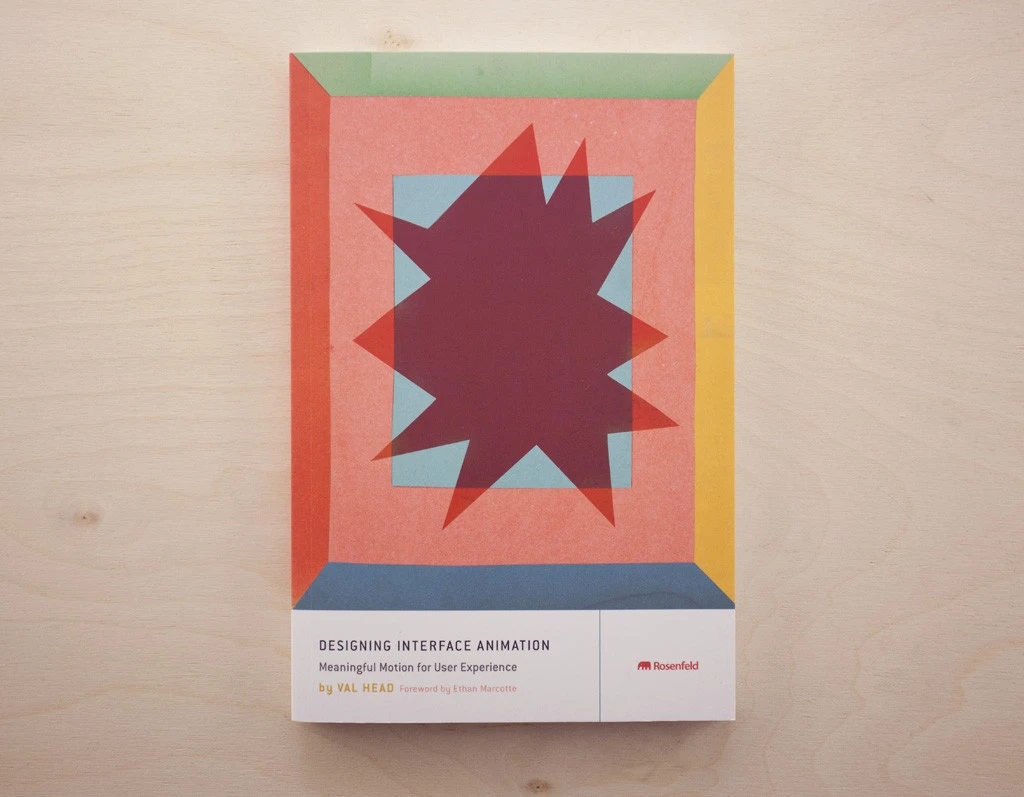 DESIGNING INTERFACE ANIMATION
Meaningful Motion for User Experience
by VAL HEAD Foreword by Ethan Marcotte
Rosenfeld